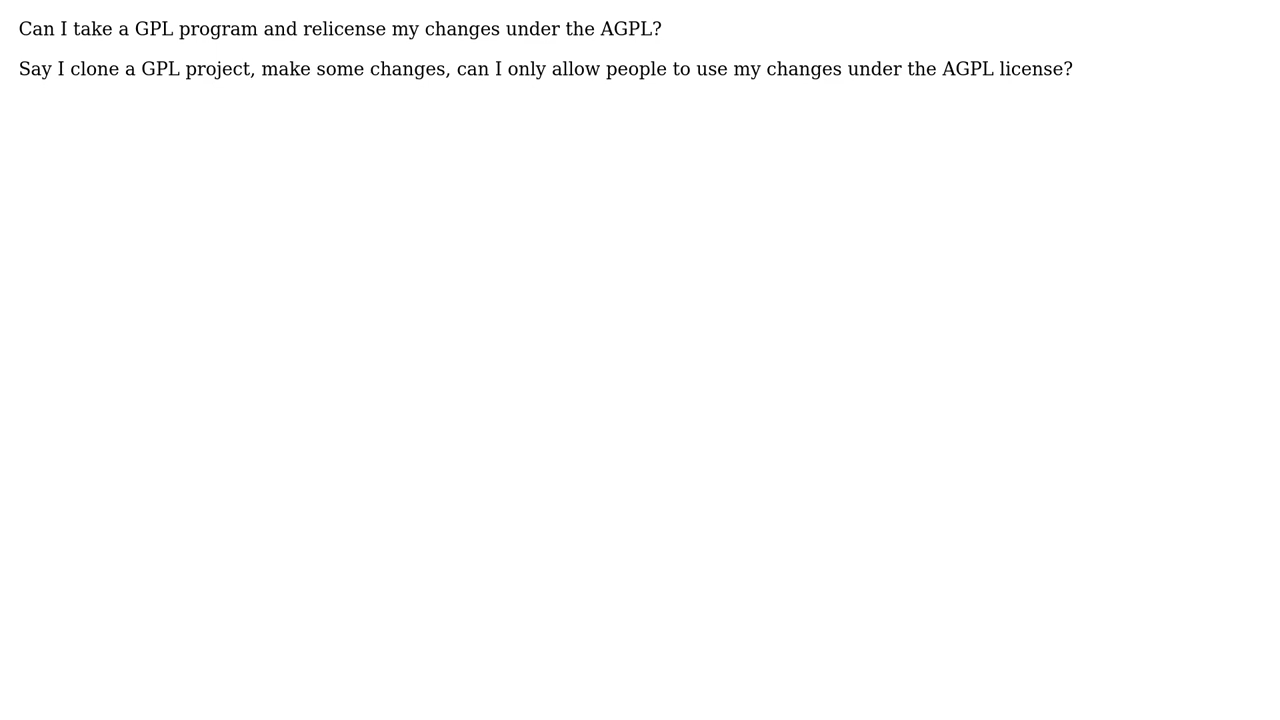 Can I take a GPL program and relicense my changes under the AGPL?
Say I clone a GPL project, make some changes, can I only allow people to use my changes under the AGPL license?